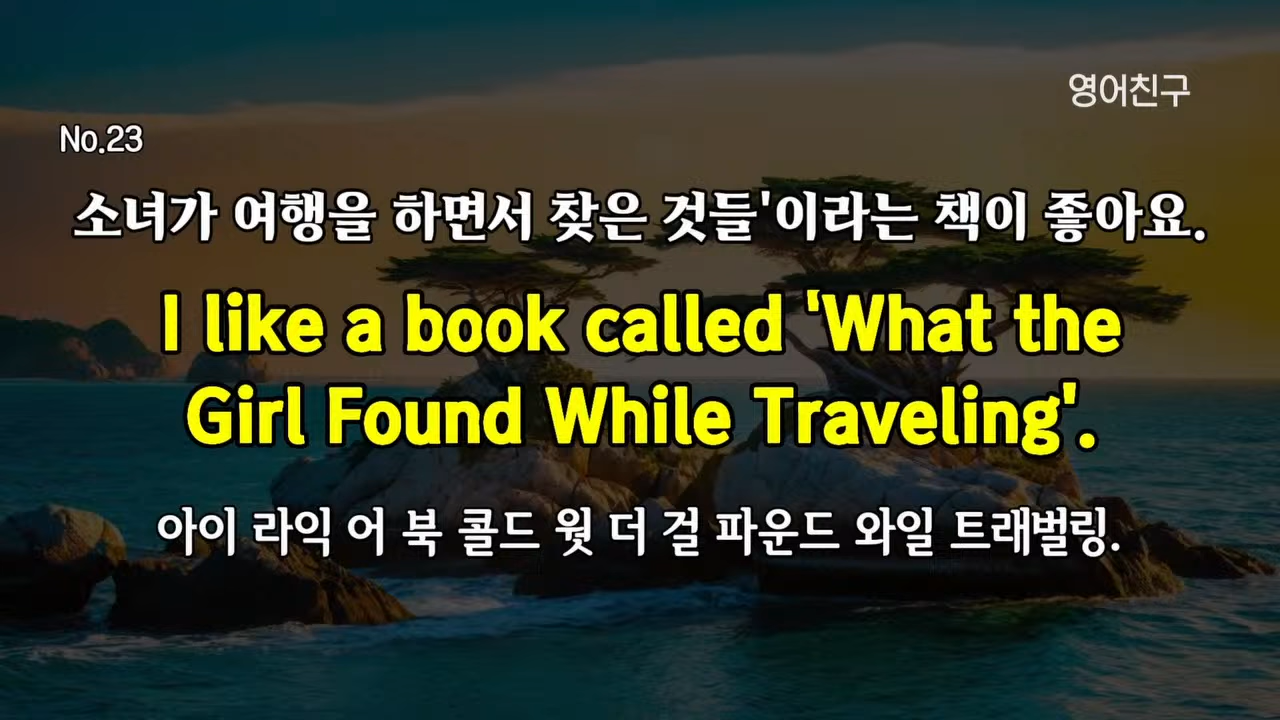 영어친구
No.23
소녀가 여행을 하면서 찾은 것들'이라는 책이 좋아요.
I like a book called 'What the
Girl Found While Traveling'.
아이 라익 어 북 콜드 웟 더 걸 파운드 와일 트래벌링.